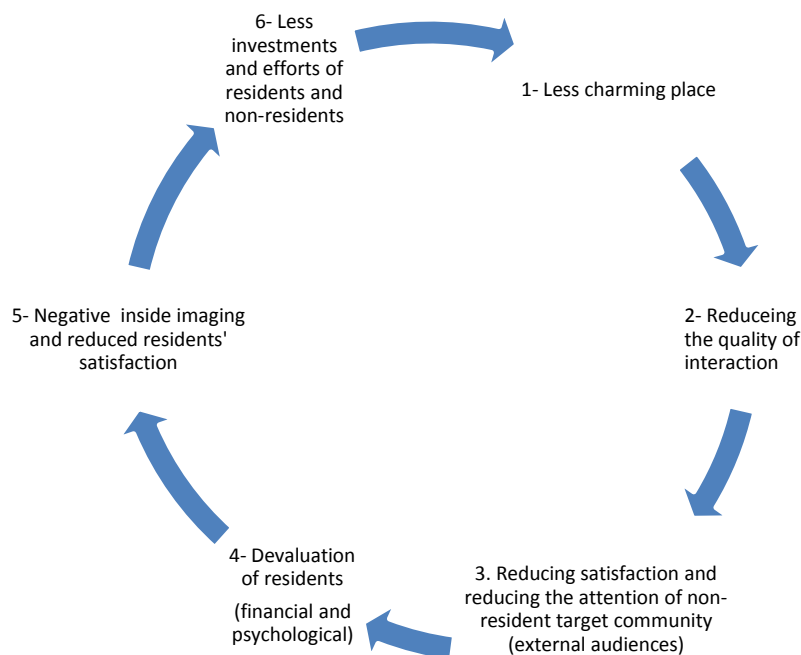 1- Less charming place
2- Reduceing
the quality of
interaction
3. Reducing satisfaction and
reducing the attention of non-
resident target community
(external audiences)
4- Devaluation
of residents
(financial and
psychological)
5- Negative  inside imaging
and reduced residents'
satisfaction
6- Less
investments
and efforts of
residents and
non-residents